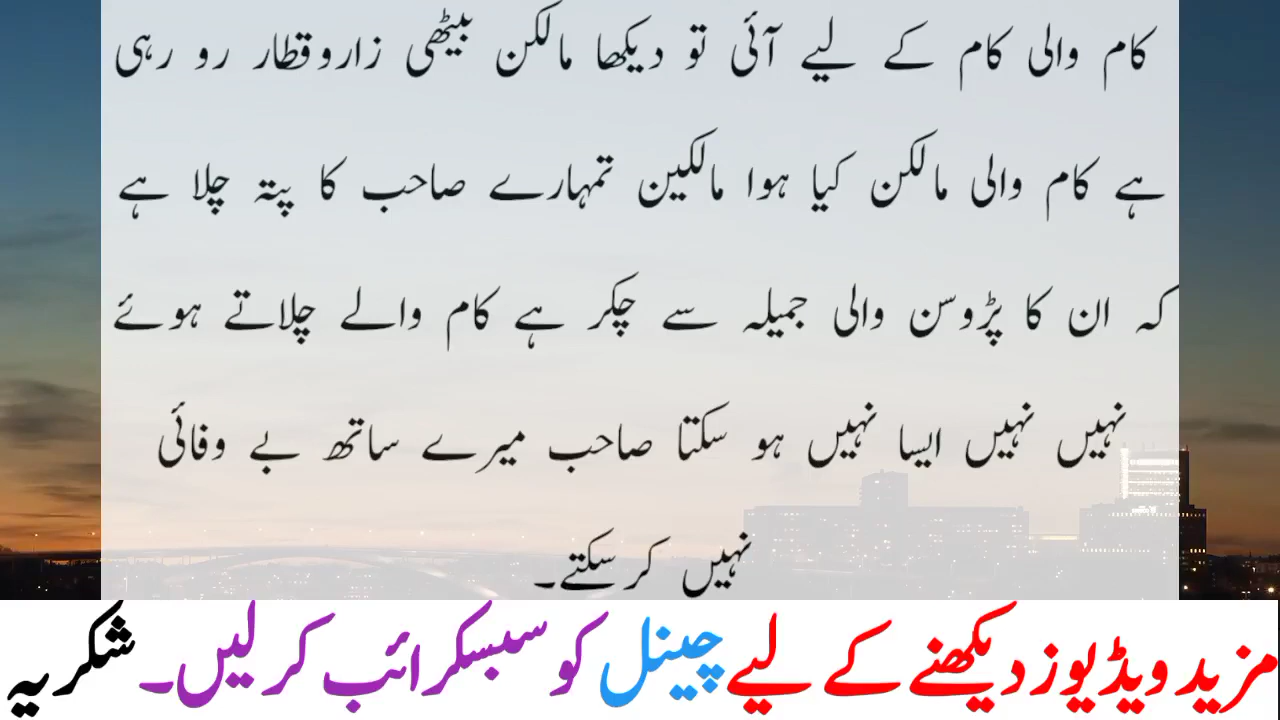 کام والی کام کے لیے آئی تو دیکھا مالکن بیٹھی زاروقطار رو رہی
ہے کام والی مالکن کیا ہوا مالکین تمہارے صاحب کا پتہ چلا ہے
کہ ان کا پڑوسن والی جمیلہ سے چکر ہے کام والے چلاتے ہوئے
نہیں نہیں ایسا نہیں ہو سکتا صاحب میرے ساتھ بے وفائی
نہیں کر سکتے۔
مزید ویڈیوز دیکھنے کے لیے چینل کو سبسکرائب کر لیں۔ شکریہ